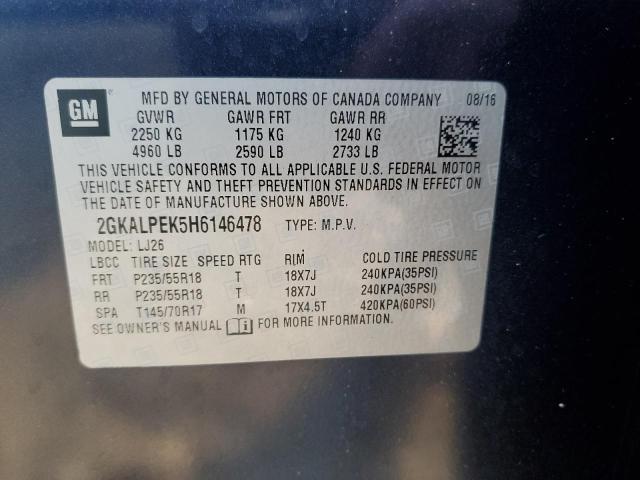 GM
MFD BY GENERAL MOTORS OF CANADA COMPANY 08/16
GVWR GAWR FRT GAWR RR
2250 KG 1175 KG 1240 KG
4960 LB 2590 LB 2733 LB
THIS VEHICLE CONFORMS TO ALL APPLICABLE U.S. FEDERAL MOTOR
VEHICLE SAFETY AND THEFT PREVENTION STANDARDS IN EFFECT ON
THE DATE OF MANUFACTURE SHOWN ABOVE.
2GKALPEK5H6146478 TYPE: M.P.V.
MODEL: LJ26
LBCC TIRE SIZE SPEED RTG RIM COLD TIRE PRESSURE
FRT P235/55R18 T 18X7J 240KPA(35PSI)
RR P235/55R18 T 18X7J 240KPA(35PSI)
SPA T145/70R17 M 17X4.5T 420KPA(60PSI)
SEE OWNER'S MANUAL FOR MORE INFORMATION.